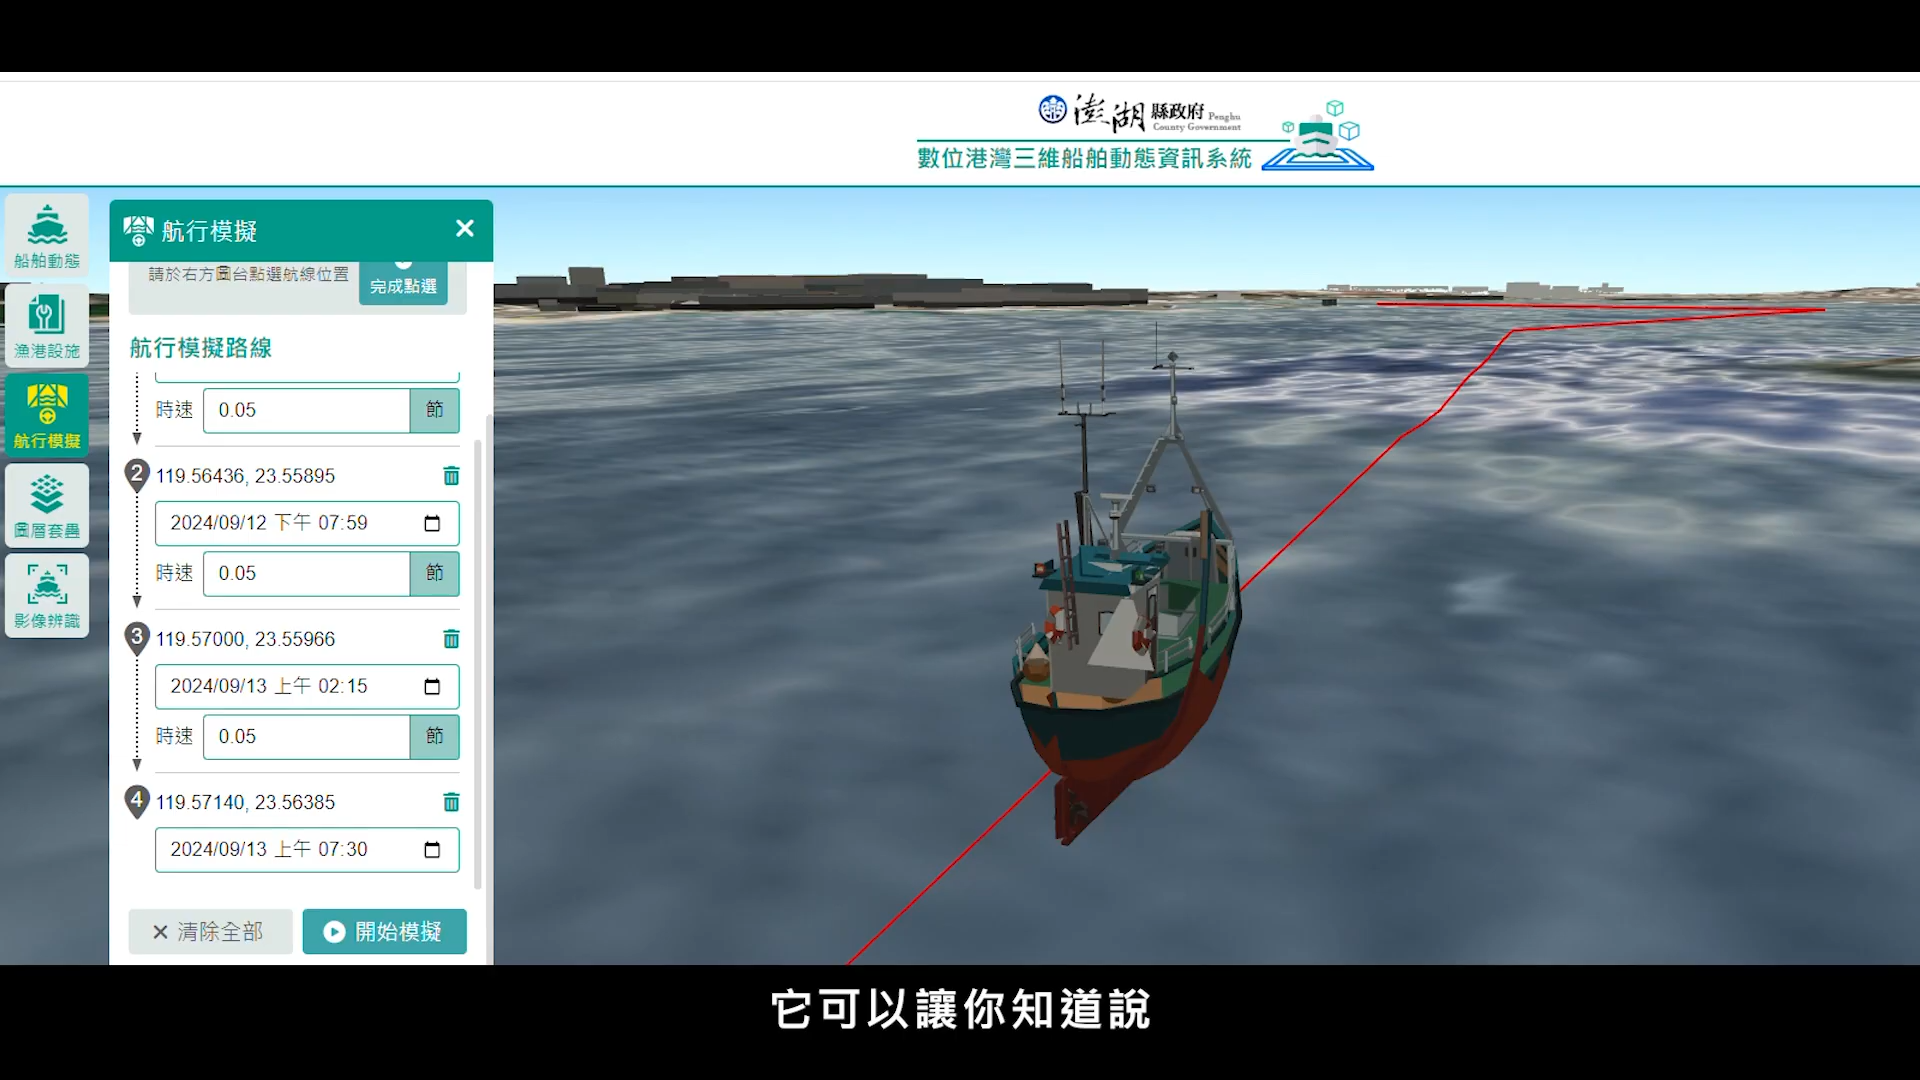 澎湖縣政府 Penghu County Government
數位港灣三維船舶動態資訊系統
船舶動態
漁港設施
航行模擬
圖層套疊
影像辨識
航行模擬
請於右方圖台點選航線位置
完成點選
航行模擬路線
時速 0.05 節
2 119.56436, 23.55895
2024/09/12 下午 07:59
時速 0.05 節
3 119.57000, 23.55966
2024/09/13 上午 02:15
時速 0.05 節
4 119.57140, 23.56385
2024/09/13 上午 07:30
清除全部
開始模擬
它可以讓你知道說